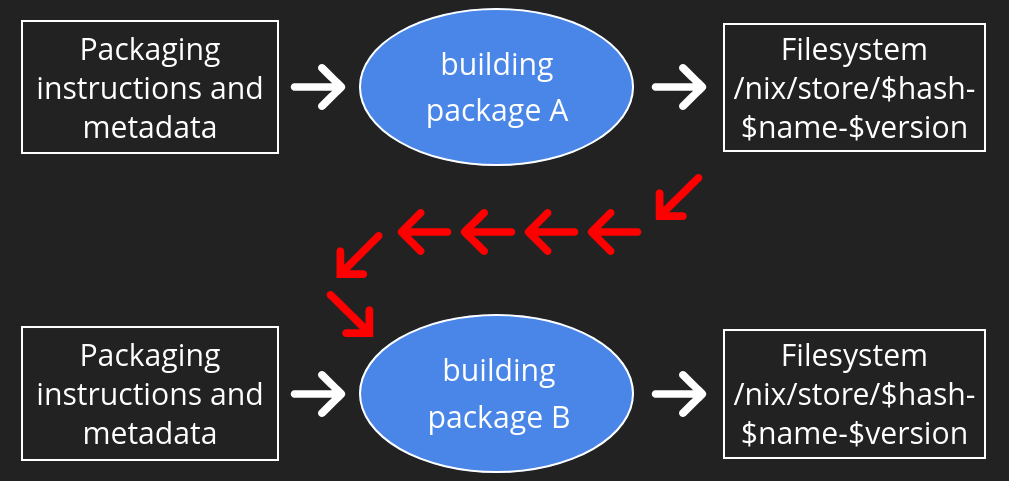 Packaging
instructions and
metadata
building
package A
Filesystem
/nix/store/$hash-
$name-$version
Packaging
instructions and
metadata
building
package B
Filesystem
/nix/store/$hash-
$name-$version